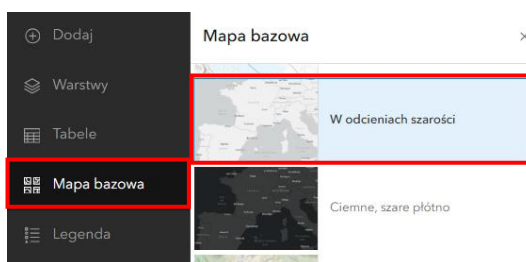 Dodaj
Warstwy
Tabele
Mapa bazowa
Legenda
Mapa bazowa
W odcieniach szarości
Ciemne, szare płótno